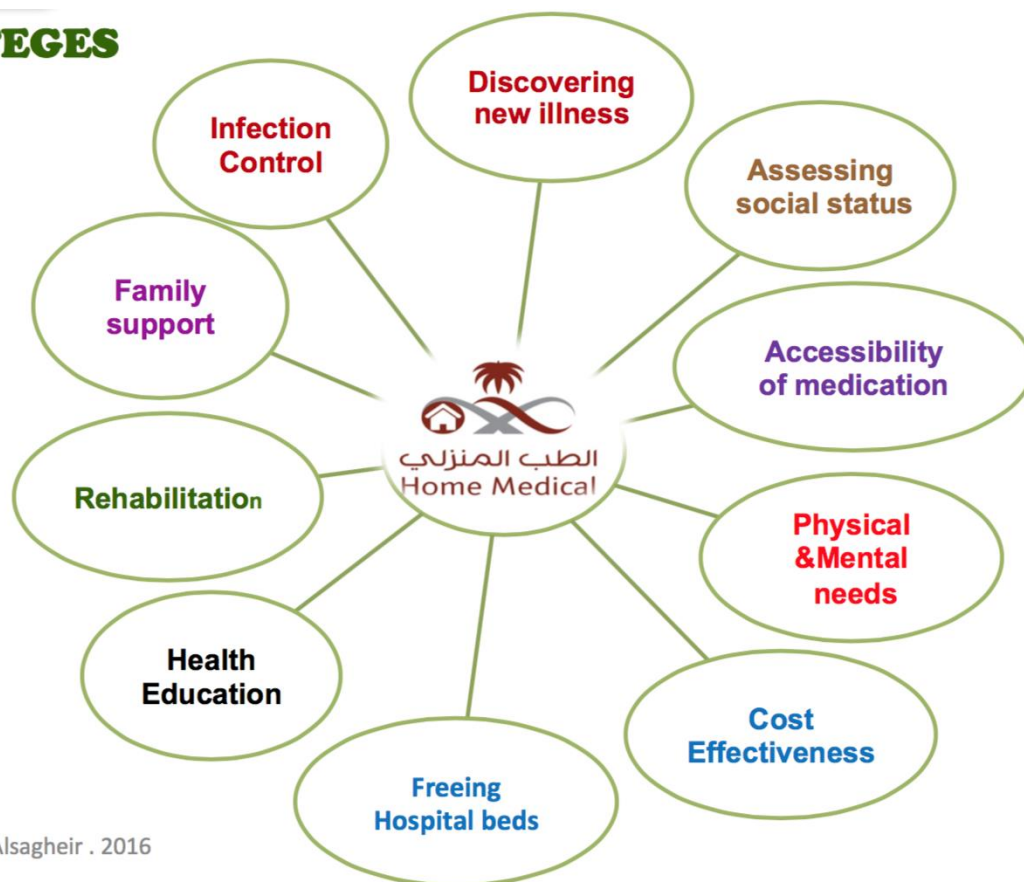 EGES
Discovering
new illness
Infection
Control
Assessing
social status
Family
support
Accessibility
of medication
الطب المنزلي
Home Medical
Rehabilitation
Physical
&Mental
needs
Health
Education
Cost
Effectiveness
Freeing
Hospital beds
Alsagheir . 2016